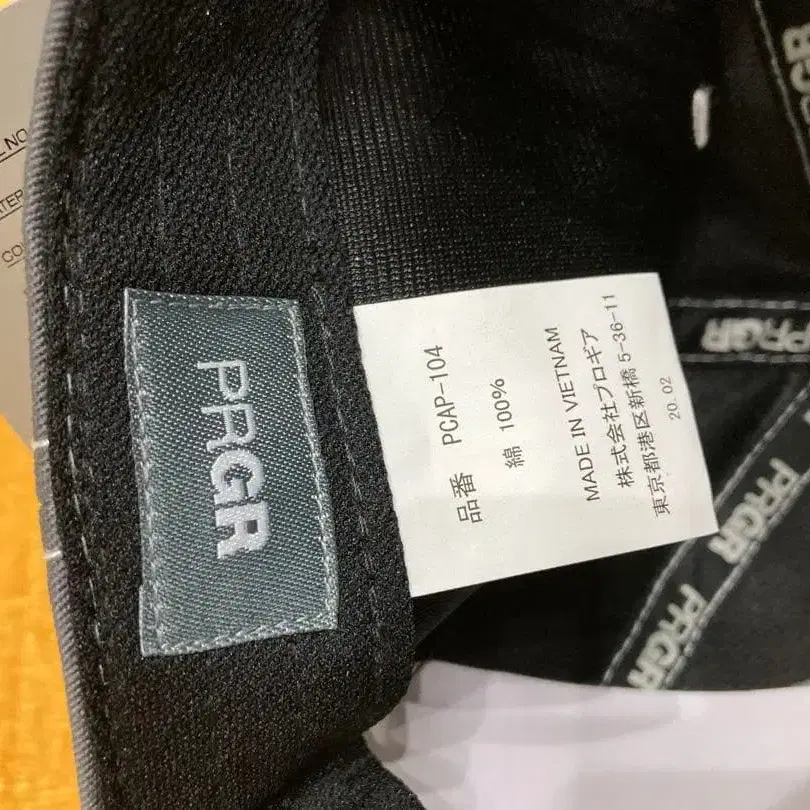 PRGR
品番 PCAP-104
綿 100%
MADE IN VIETNAM
株式会社プロギア
東京都港区新橋 5-36-11
20.02
PRGR
PRGR
PRGR